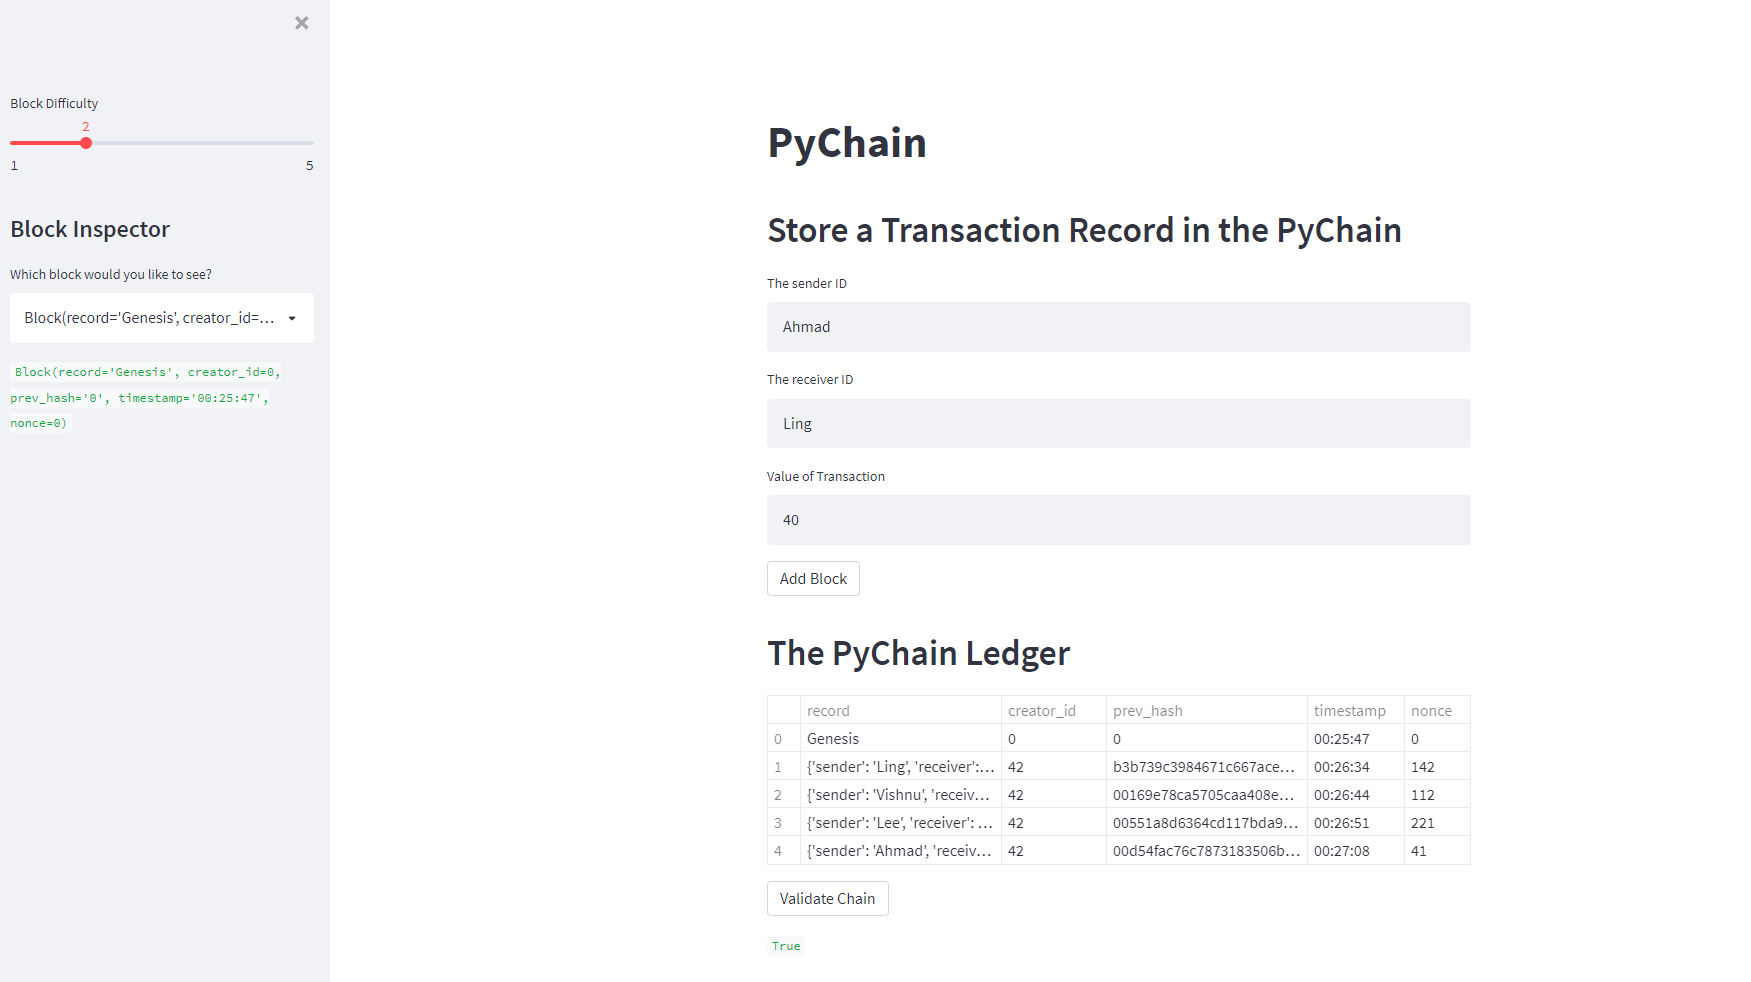 Block Difficulty
2
1 5
Block Inspector
Which block would you like to see?
Block(record='Genesis', creator_id=...
Block(record='Genesis', creator_id=0,
prev_hash='0', timestamp='00:25:47',
nonce=0)
PyChain
Store a Transaction Record in the PyChain
The sender ID
Ahmad
The receiver ID
Ling
Value of Transaction
40
Add Block
The PyChain Ledger
record creator_id prev_hash timestamp nonce
0 Genesis 0 0 00:25:47 0
1 {'sender': 'Ling', 'receiver':... 42 b3b739c3984671c667ace... 00:26:34 142
2 {'sender': 'Vishnu', 'receiv... 42 00169e78ca5705caa408e... 00:26:44 112
3 {'sender': 'Lee', 'receiver': ... 42 00551a8d6364cd117bda9... 00:26:51 221
4 {'sender': 'Ahmad', 'receiv... 42 00d54fac76c7873183506b... 00:27:08 41
Validate Chain
True